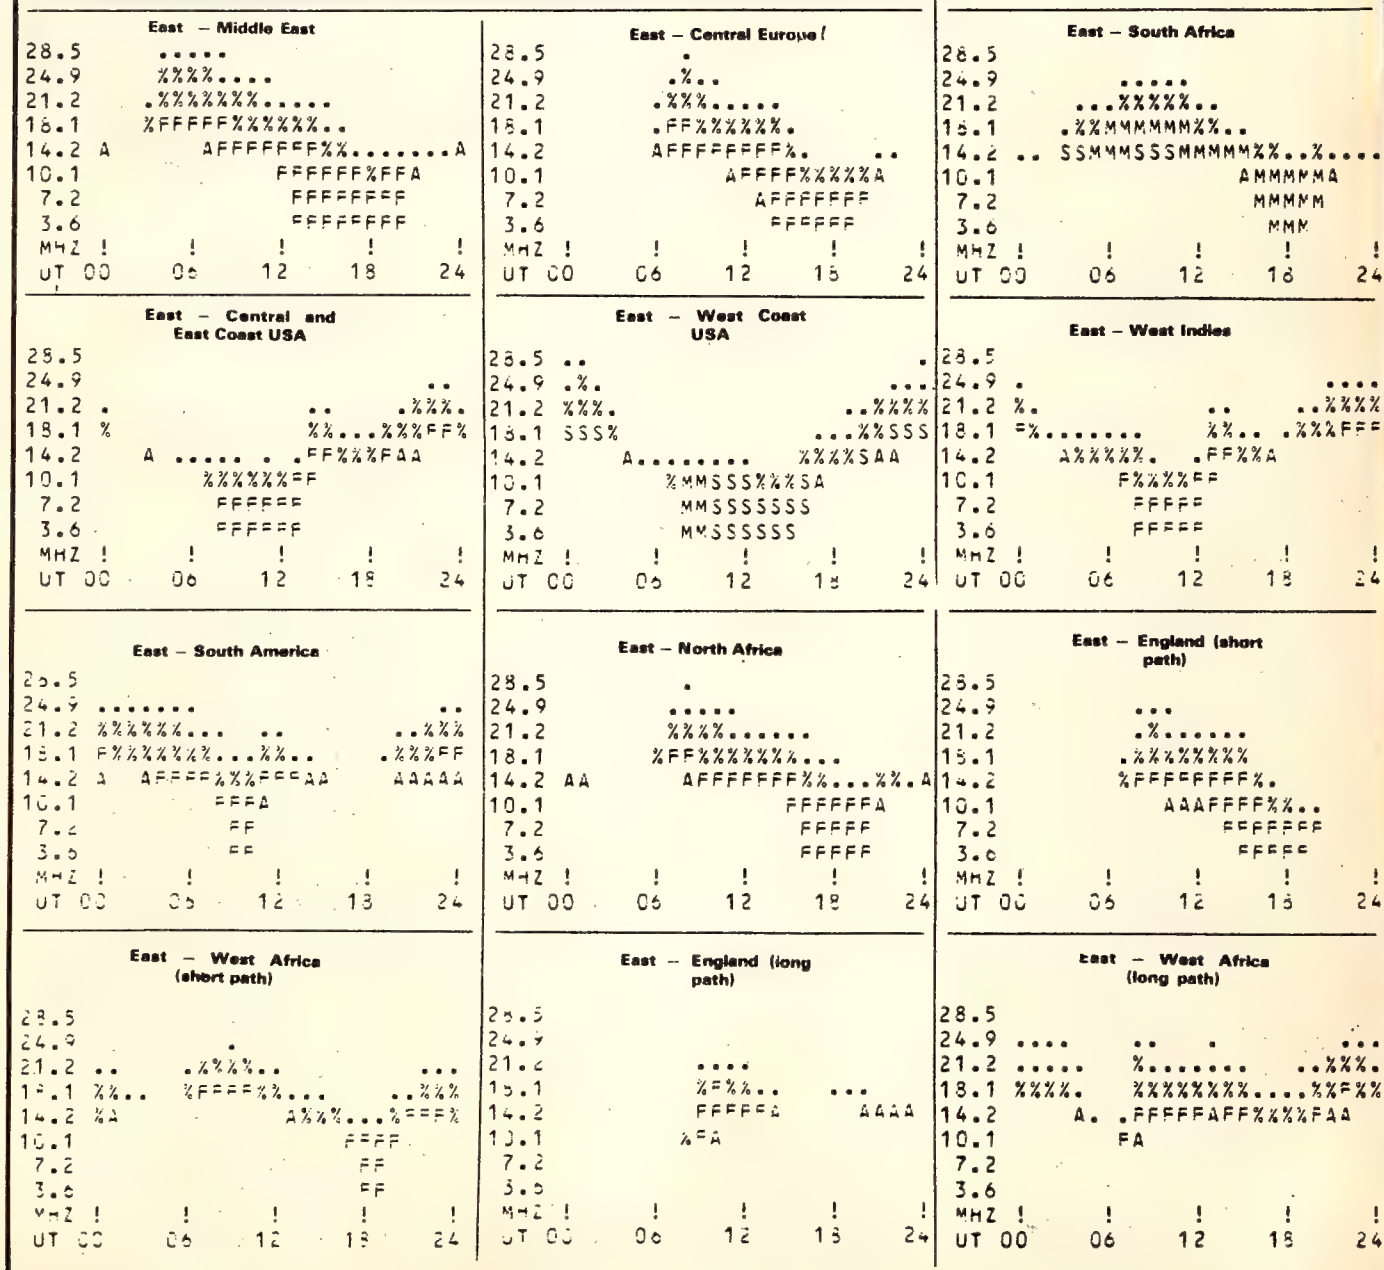 East – Middle East
28.5 .....
24.9 %%%%....
21.2 .%%%%%%%.....
18.1 %FFFFF%%%%%%..
14.2 A AFFFFFFF%%.......A
10.1 FFFFFF%FFA
7.2 FFFFFFFF
3.6 FFFFFFFF
MHZ ! ! ! ! !
UT 00 06 12 18 24
East – Central Europe
28.5 .
24.9 .%..
21.2 .%%%.....
18.1 .FF%%%%%%.
14.2 AFFFFFFFF%. ..
10.1 AFFFF%%%%%A
7.2 AFFFFFFF
3.6 FFFFFF
MHZ ! ! ! ! !
UT 00 06 12 18 24
East – South Africa
28.5
24.9 .....
21.2 ...%%%%%..
18.1 .%%MMMMMM%%..
14.2 .. SSMMMSSSMMMMM%%..%....
10.1 AMMMMMA
7.2 MMMMM
3.6 MMM
MHZ ! ! ! ! !
UT 00 06 12 18 24
East – Central and
East Coast USA
28.5
24.9 ..
21.2 . .. .%%%.
18.1 % %%...%%%FF%
14.2 A ..... . .FF%%%FAA
10.1 %%%%%%FF
7.2 FFFFFF
3.6 FFFFFF
MHZ ! ! ! ! !
UT 00 06 12 18 24
East – West Coast
USA
28.5 .. .
24.9 .%. ...
21.2 %%%. ..%%%%
18.1 SSS% ...%%SSS
14.2 A........ %%%%SAA
10.1 %MMSSS%%%SA
7.2 MMSSSSSSS
3.6 MMSSSSSS
MHZ ! ! ! ! !
UT 00 06 12 18 24
East – West Indies
28.5
24.9 . ....
21.2 %. .. ..%%%%
18.1 F%....... %%.. .%%%FFF
14.2 A%%%%%. .FF%%A
10.1 F%%%%FF
7.2 FFFFF
3.6 FFFFF
MHZ ! ! ! ! !
UT 00 06 12 18 24
East – South America
28.5
24.9 ....... ..
21.2 %%%%%%... .. ..%%%
18.1 F%%%%%%%...%%.. .%%%FF
14.2 A AFFFF%%%FFFAA AAAAA
10.1 FFFA
7.2 FF
3.6 FF
MHZ ! ! ! ! !
UT 00 06 12 18 24
East – North Africa
28.5 .
24.9 .....
21.2 %%%%......
18.1 %FF%%%%%%%...
14.2 AA AFFFFFFF%%...%%.A
10.1 FFFFFFA
7.2 FFFFF
3.6 FFFFF
MHZ ! ! ! ! !
UT 00 06 12 18 24
East – England (short
path)
28.5
24.9 ...
21.2 .%......
18.1 .%%%%%%%%
14.2 %FFFFFFFF%.
10.1 AAAFFFF%%..
7.2 FFFFFFF
3.6 FFFFF
MHZ ! ! ! ! !
UT 00 06 12 18 24
East – West Africa
(short path)
28.5
24.9 .
21.2 .. .%%%%.. ...
18.1 %%.. %FFFF%%... ..%%%
14.2 %A A%%%...%FFF%
10.1 FFFF
7.2 FF
3.6 FF
MHZ ! ! ! ! !
UT 00 06 12 18 24
East – England (long
path)
28.5
24.9
21.2 ....
18.1 %F%%.. ...
14.2 FFFFFA AAAA
10.1 %FA
7.2
3.6
MHZ ! ! ! ! !
UT 00 06 12 18 24
East – West Africa
(long path)
28.5
24.9 .... .. . ...
21.2 ..... %....... ..%%%.
18.1 %%%%. %%%%%%%%....%%F%%
14.2 A. .FFFFFAFF%%%%FAA
10.1 FA
7.2
3.6
MHZ ! ! ! ! !
UT 00 06 12 18 24